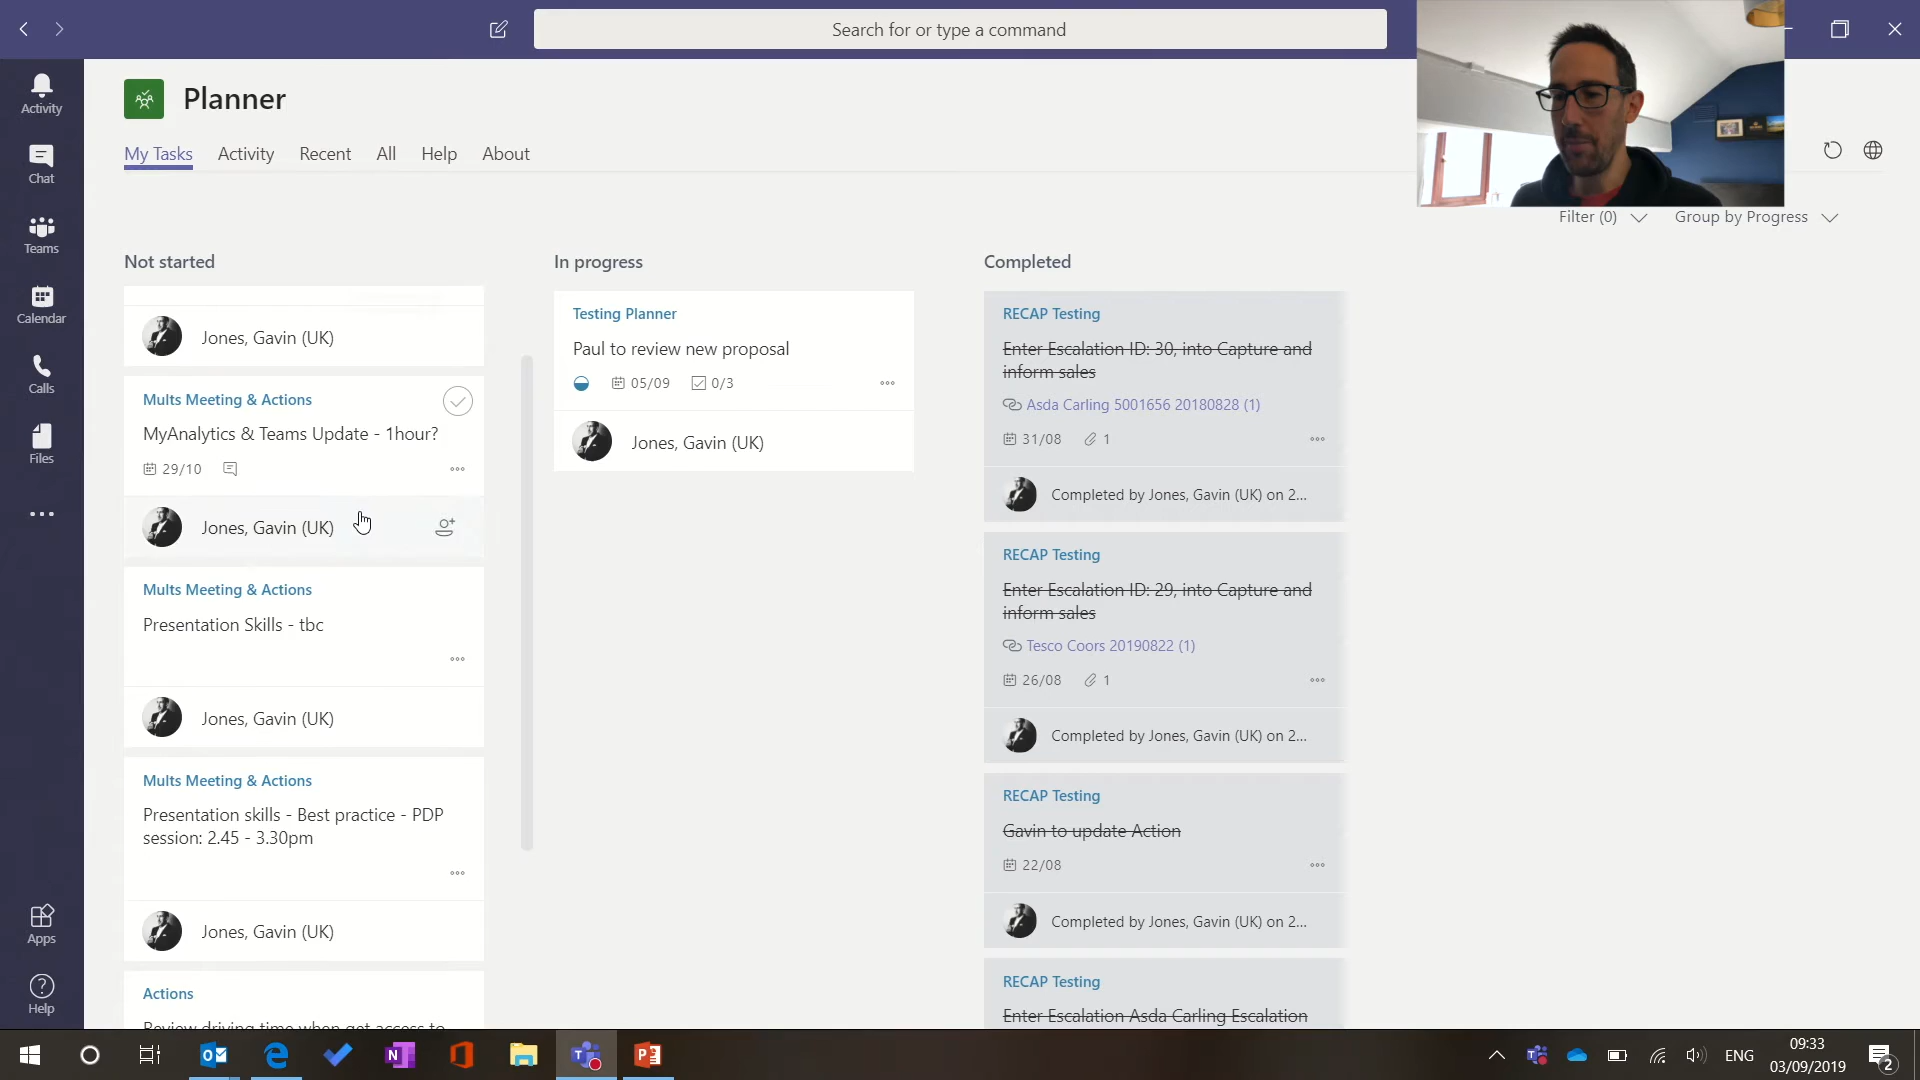 Search for or type a command
Activity
Chat
Teams
Calendar
Calls
Files
Apps
Help
Planner
My Tasks
Activity
Recent
All
Help
About
Filter (0)
Group by Progress
Not started
Jones, Gavin (UK)
Mults Meeting & Actions
MyAnalytics & Teams Update - 1hour?
29/10
Jones, Gavin (UK)
Mults Meeting & Actions
Presentation Skills - tbc
Jones, Gavin (UK)
Mults Meeting & Actions
Presentation skills - Best practice - PDP
session: 2.45 - 3.30pm
Jones, Gavin (UK)
Actions
Review driving time when get access to
In progress
Testing Planner
Paul to review new proposal
05/09 0/3
Jones, Gavin (UK)
Completed
RECAP Testing
Enter Escalation ID: 30, into Capture and
inform sales
Asda Carling 5001656 20180828 (1)
31/08 1
Completed by Jones, Gavin (UK) on 2...
RECAP Testing
Enter Escalation ID: 29, into Capture and
inform sales
Tesco Coors 20190822 (1)
26/08 1
Completed by Jones, Gavin (UK) on 2...
RECAP Testing
Gavin to update Action
22/08
Completed by Jones, Gavin (UK) on 2...
RECAP Testing
Enter Escalation Asda Carling Escalation
ENG
09:33
03/09/2019
2